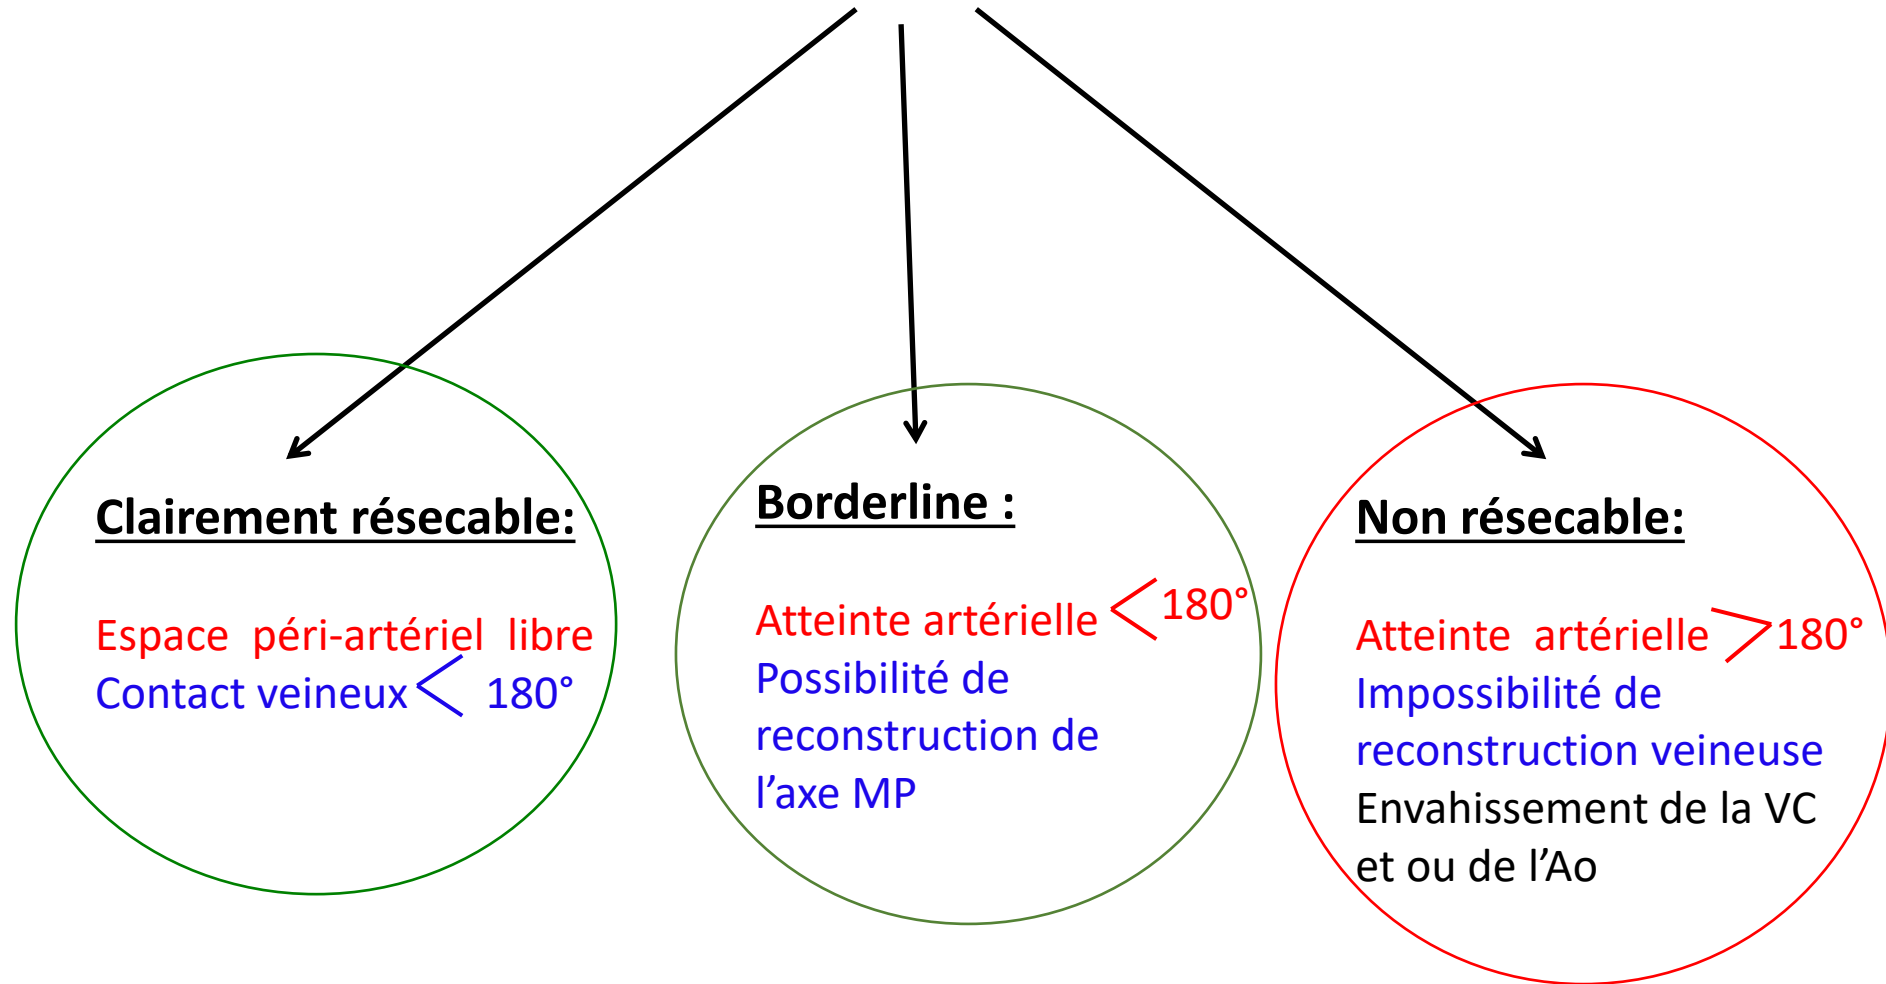 Clairement résecable:
Espace péri-artériel libre
Contact veineux < 180°
Borderline :
Atteinte artérielle < 180°
Possibilité de
reconstruction de
l’axe MP
Non résecable:
Atteinte artérielle > 180°
Impossibilité de
reconstruction veineuse
Envahissement de la VC
et ou de l’Ao